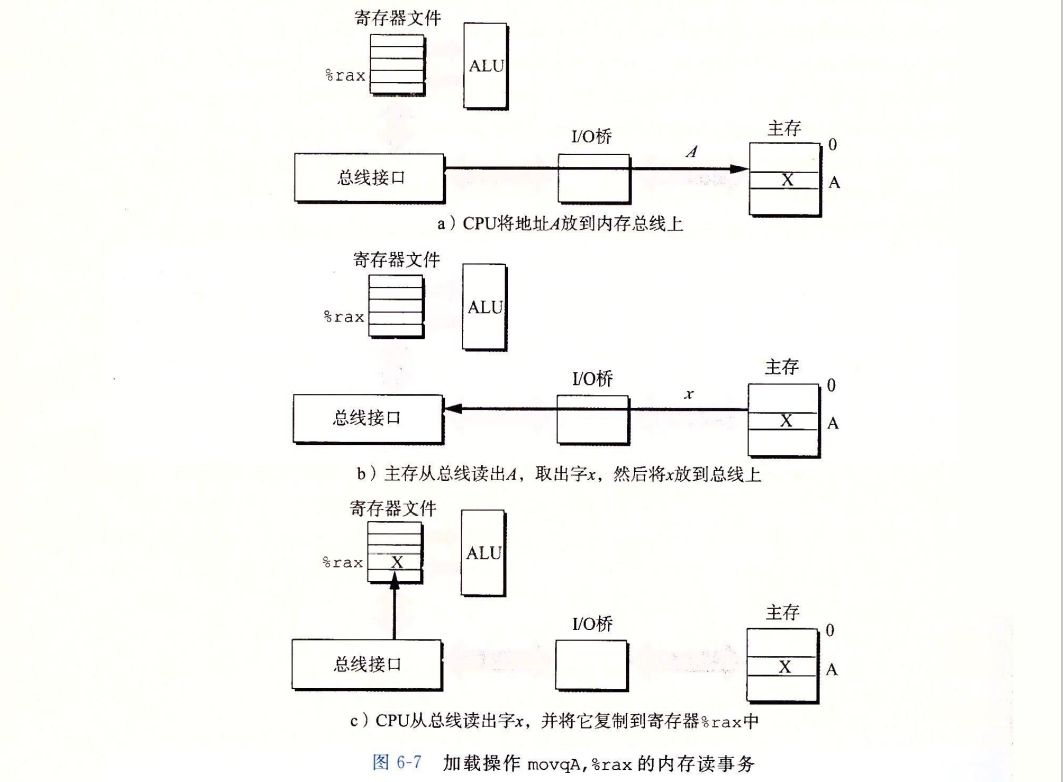 寄存器文件
%rax
ALU
I/O桥
主存
0
A
总线接口
X
A
a）CPU将地址A放到内存总线上
寄存器文件
%rax
ALU
I/O桥
主存
0
x
总线接口
X
A
b）主存从总线读出A，取出字x，然后将x放到总线上
寄存器文件
%rax
X
ALU
I/O桥
主存
0
总线接口
X
A
c）CPU从总线读出字x，并将它复制到寄存器%rax中
图 6-7 加载操作 movqA,%rax 的内存读事务